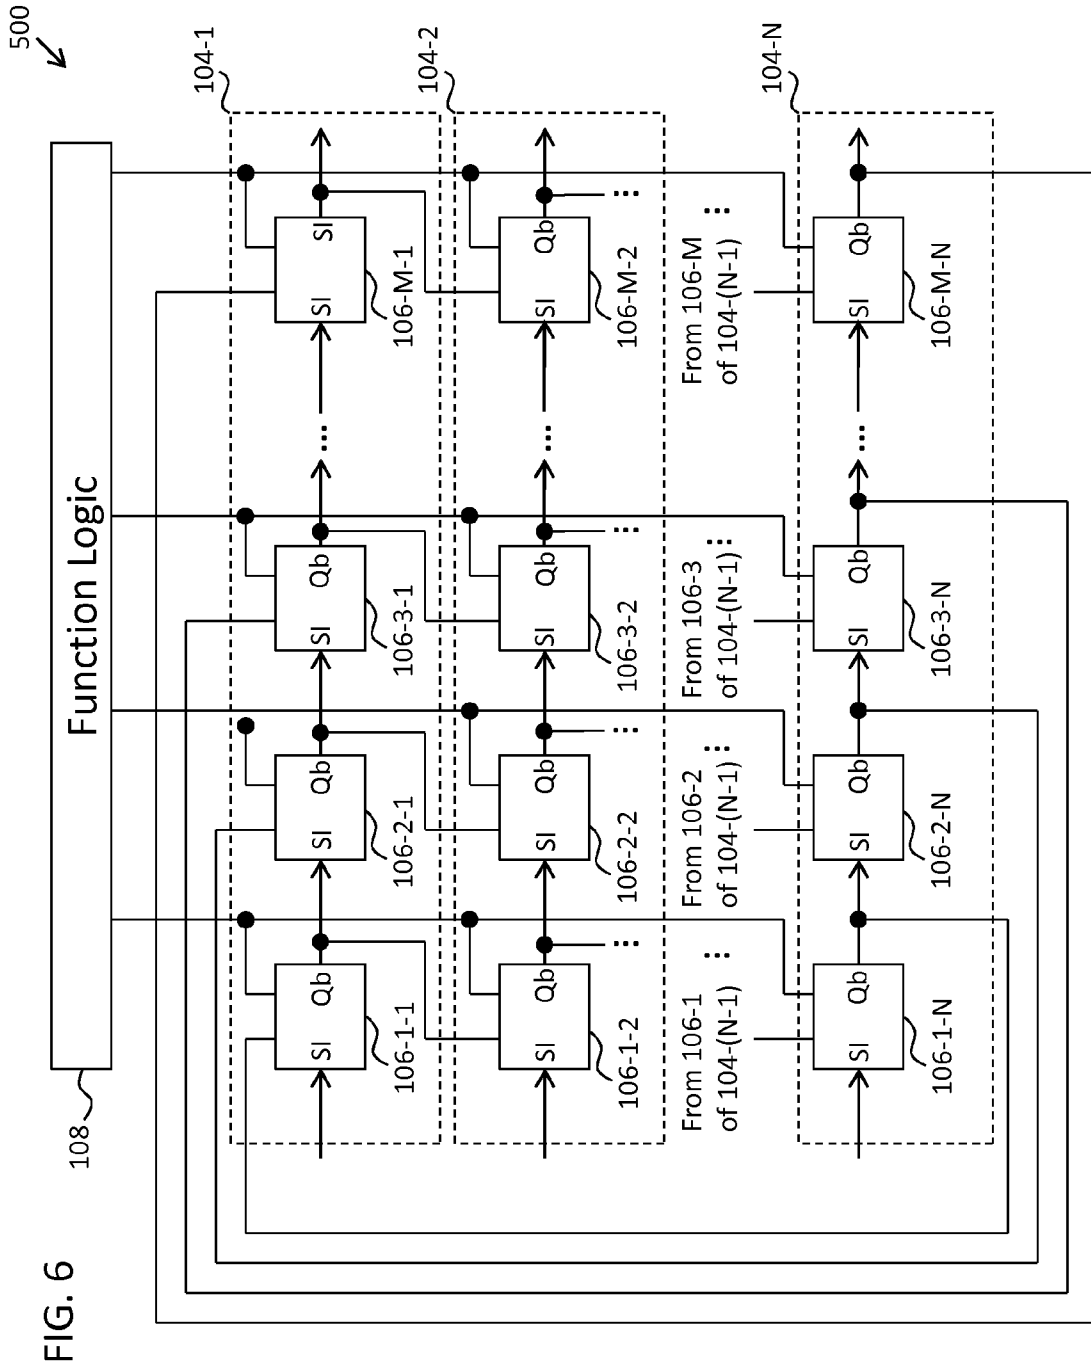 FIG. 6
500
108
Function Logic
104-1
SI Qb
SI Qb
SI Qb
SI SI
106-1-1
106-2-1
106-3-1
106-M-1
...
104-2
SI Qb
SI Qb
SI Qb
SI Qb
106-1-2
106-2-2
106-3-2
106-M-2
...
...
...
...
...
From 106-1
of 104-(N-1)
...
From 106-2
of 104-(N-1)
...
From 106-3
of 104-(N-1)
...
From 106-M
of 104-(N-1)
...
104-N
SI Qb
SI Qb
SI Qb
SI Qb
106-1-N
106-2-N
106-3-N
106-M-N
...